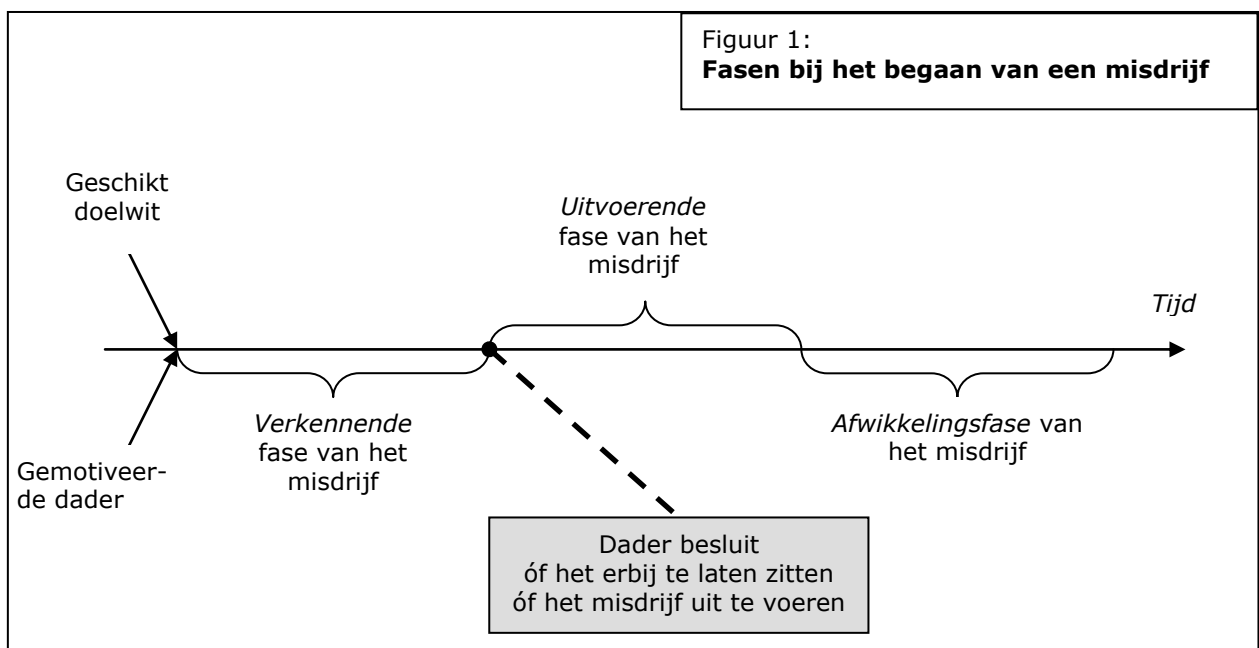 Figuur 1:
Fasen bij het begaan van een misdrijf
Geschikt
doelwit
Uitvoerende
fase van het
misdrijf
Tijd
Verkennende
fase van het
misdrijf
Afwikkelingsfase van
het misdrijf
Gemotiveer-
de dader
Dader besluit
óf het erbij te laten zitten
óf het misdrijf uit te voeren